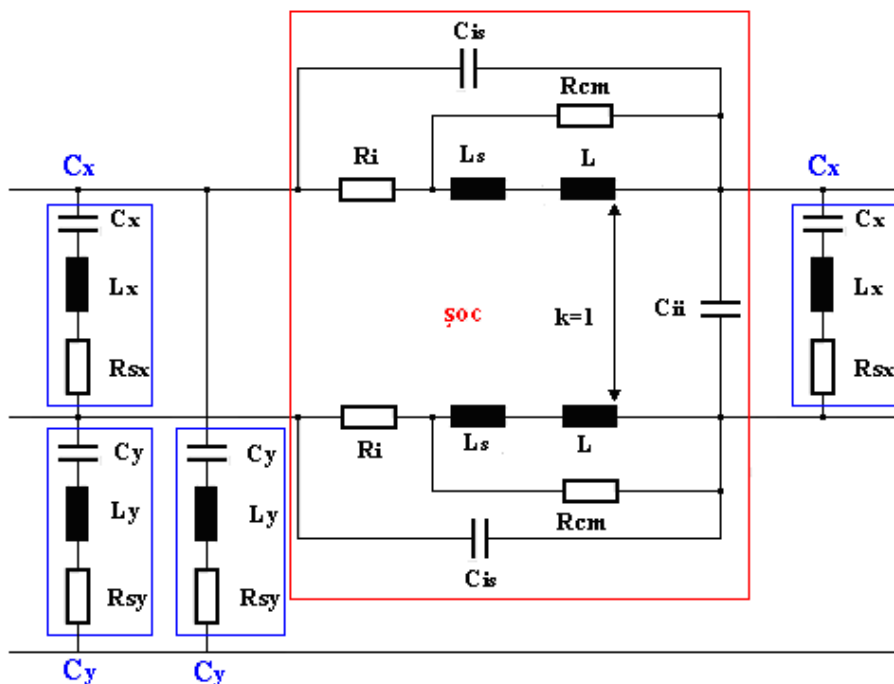 Cis
Rcm
Cx
Ri
Ls
L
Cx
Cx
Cx
Lx
şoc
k=1
Cii
Lx
Rsx
Rsx
Ri
Ls
L
Cy
Cy
Ly
Ly
Rcm
Cis
Rsy
Rsy
Cy
Cy